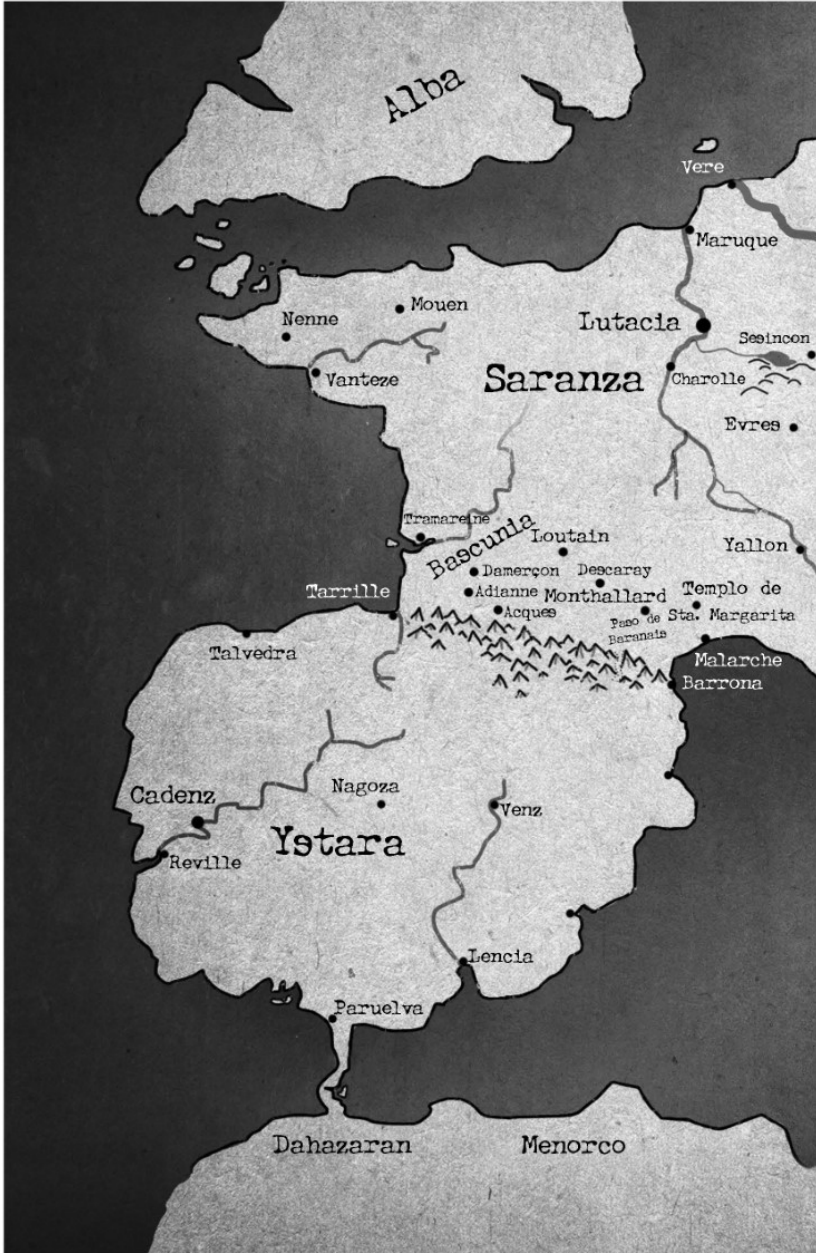 Alba
Vere
Maruque
Nenne
Mouen
Lutacia
Sesincon
Vanteze
Saranza
Charolle
Evres
Tramareine
Bascunia
Loutain
Yallon
Damerçon
Descaray
Tarrille
Adianne
Monthallard
Templo de
Sta. Margarita
Acques
Paso de
Baranais
Talvedra
Malarche
Barrona
Cadenz
Nagoza
Venz
Ystara
Reville
Lencia
Paruelva
Dahazaran
Menorco